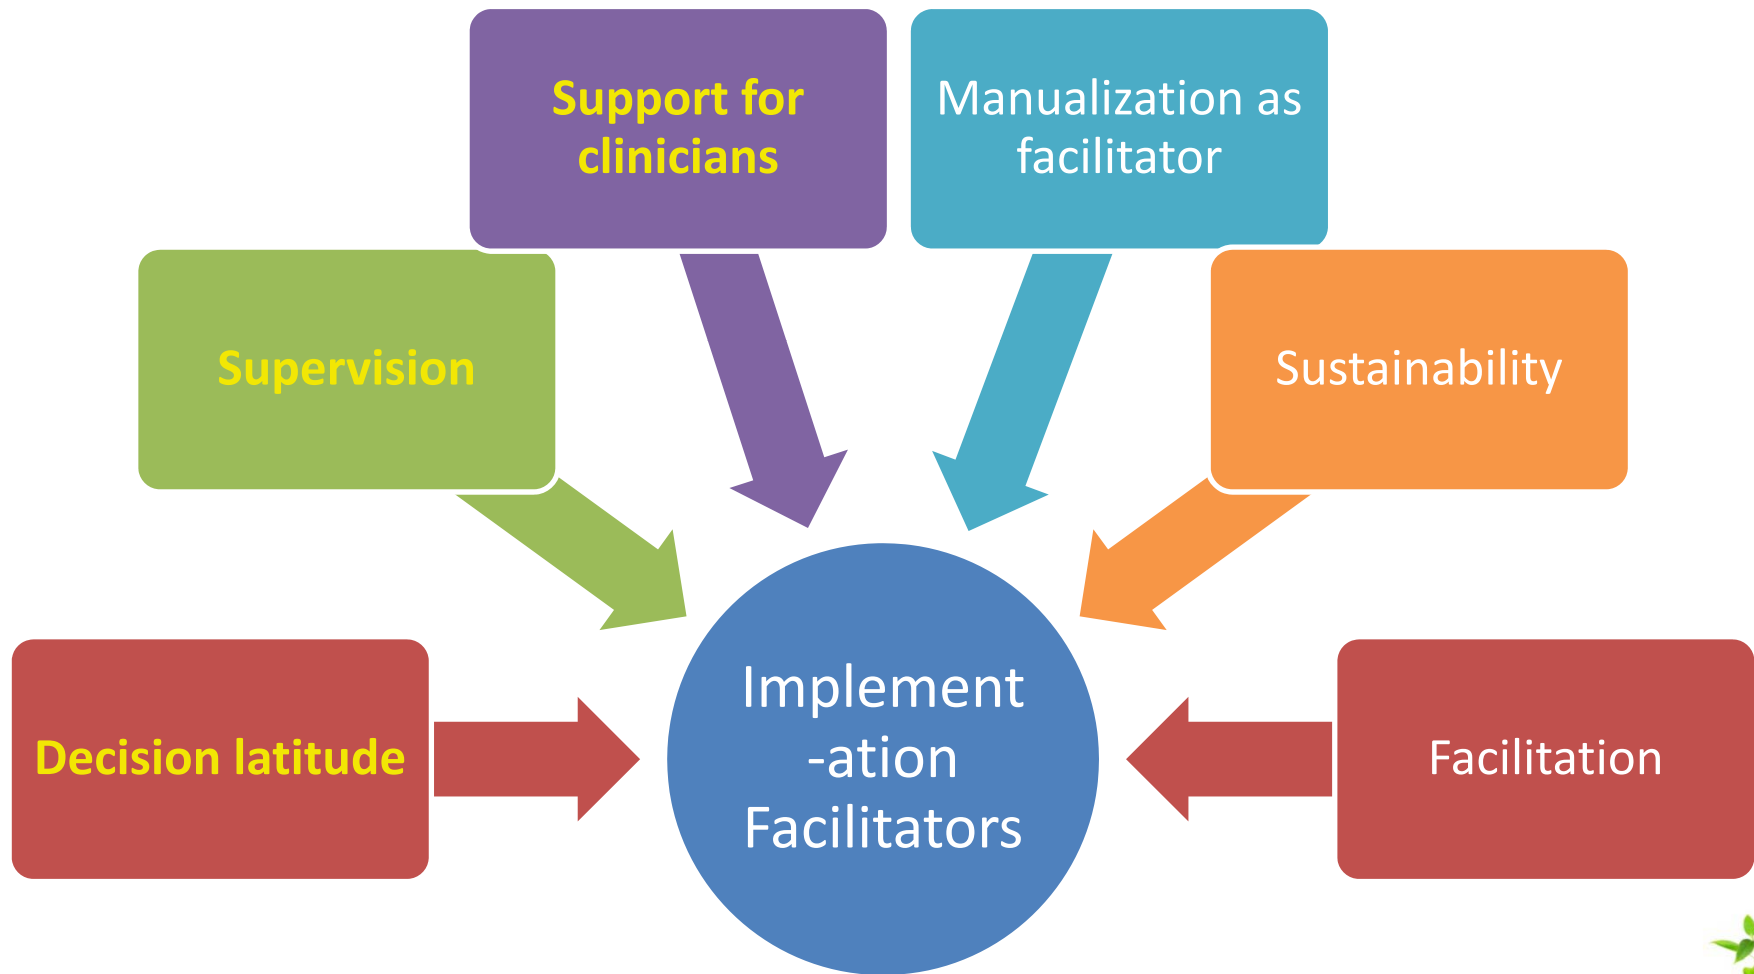 Support for
clinicians
Manualization as
facilitator
Supervision
Sustainability
Decision latitude
Implement
-ation
Facilitators
Facilitation